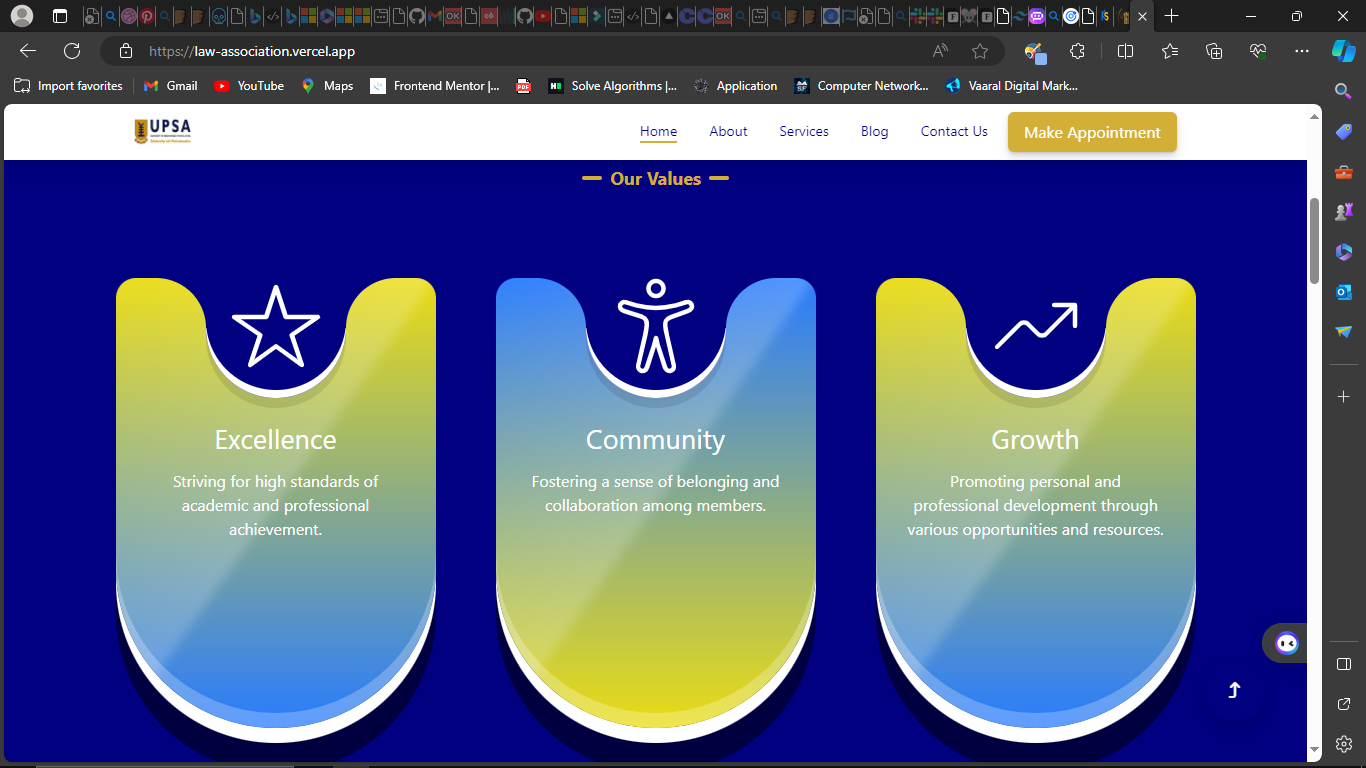 https://law-association.vercel.app
Import favorites
Gmail
YouTube
Maps
Frontend Mentor |...
PDF
Solve Algorithms |...
Application
Computer Network...
Vaaral Digital Mark...
UPSA
Home
About
Services
Blog
Contact Us
Make Appointment
Our Values
Excellence
Striving for high standards of
academic and professional
achievement.
Community
Fostering a sense of belonging and
collaboration among members.
Growth
Promoting personal and
professional development through
various opportunities and resources.